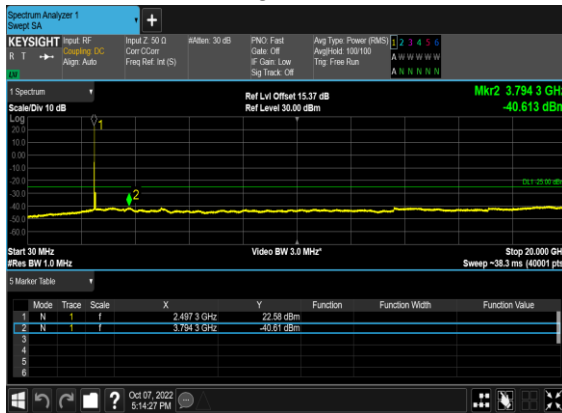 Spectrum Analyzer 1
Swept SA
KEYSIGHT Input: RF Input Z: 50 Ω #Atten: 30 dB PNO: Fast Avg Type: Power (RMS) 1 2 3 4 5 6
R T Coupling: DC Corr CCorr Gate: Off Avg|Hold: 100/100 A W W W W W
Align: Auto Freq Ref: Int (S) IF Gain: Low Trig: Free Run
Sig Track: Off A N N N N N
1 Spectrum Ref Lvl Offset 15.37 dB Mkr2 3.794 3 GHz
Scale/Div 10 dB Ref Level 30.00 dBm -40.613 dBm
Log
20.0
10.0
0.00
-10.0
-20.0
-30.0
-40.0
-50.0
-60.0
1
2
Start 30 MHz Video BW 3.0 MHz* Stop 20.000 GH
#Res BW 1.0 MHz Sweep ~38.3 ms (40001 pts
5 Marker Table
Mode Trace Scale X Y Function Function Width Function Value
1 N 1 f 2.497 3 GHz 22.58 dBm
2 N 1 f 3.794 3 GHz -40.61 dBm
3
4
5
6
? Oct 07, 2022
5:14:27 PM